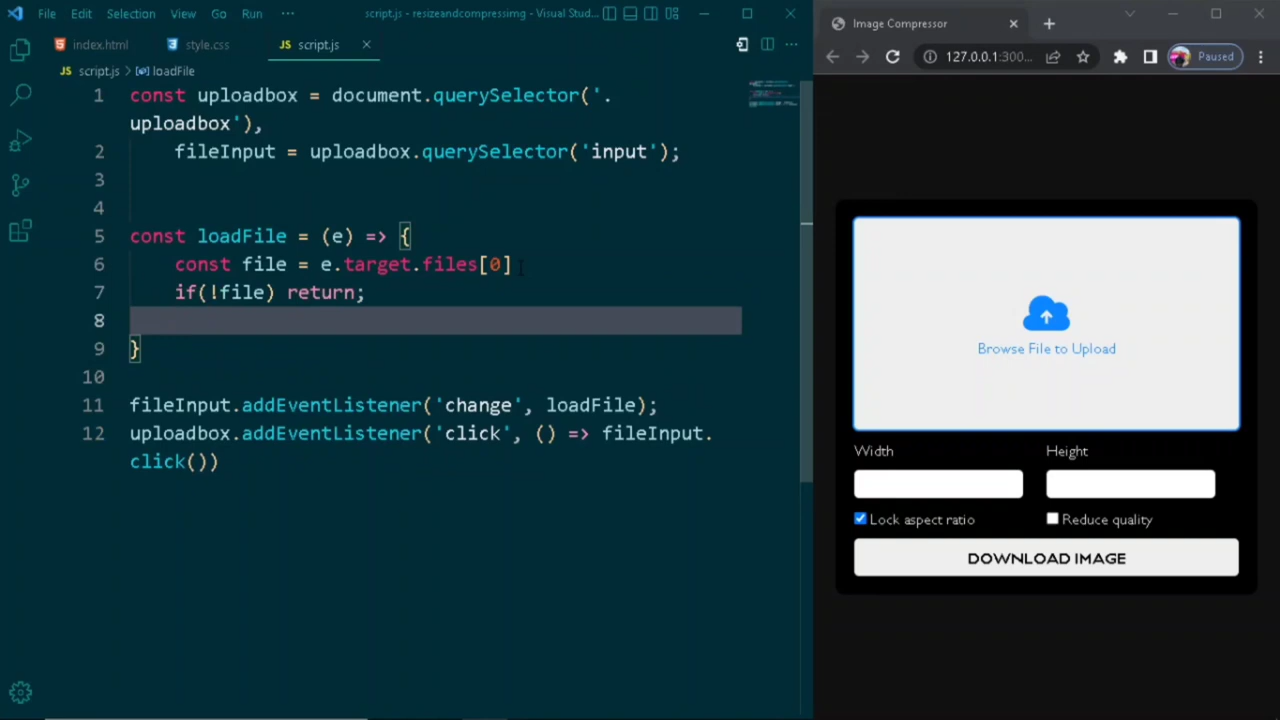 File Edit Selection View Go Run ··· script.js - resizeandcompressimg - Visual Stud...
index.html style.css JS script.js
JS script.js > loadFile
1 const uploadbox = document.querySelector('.
uploadbox'),
2 fileInput = uploadbox.querySelector('input');
3
4
5 const loadFile = (e) => {
6 const file = e.target.files[0]
7 if(!file) return;
8
9 }
10
11 fileInput.addEventListener('change', loadFile);
12 uploadbox.addEventListener('click', () => fileInput.
click())
Image Compressor
127.0.0.1:300... Paused
Browse File to Upload
Width Height
Lock aspect ratio Reduce quality
DOWNLOAD IMAGE